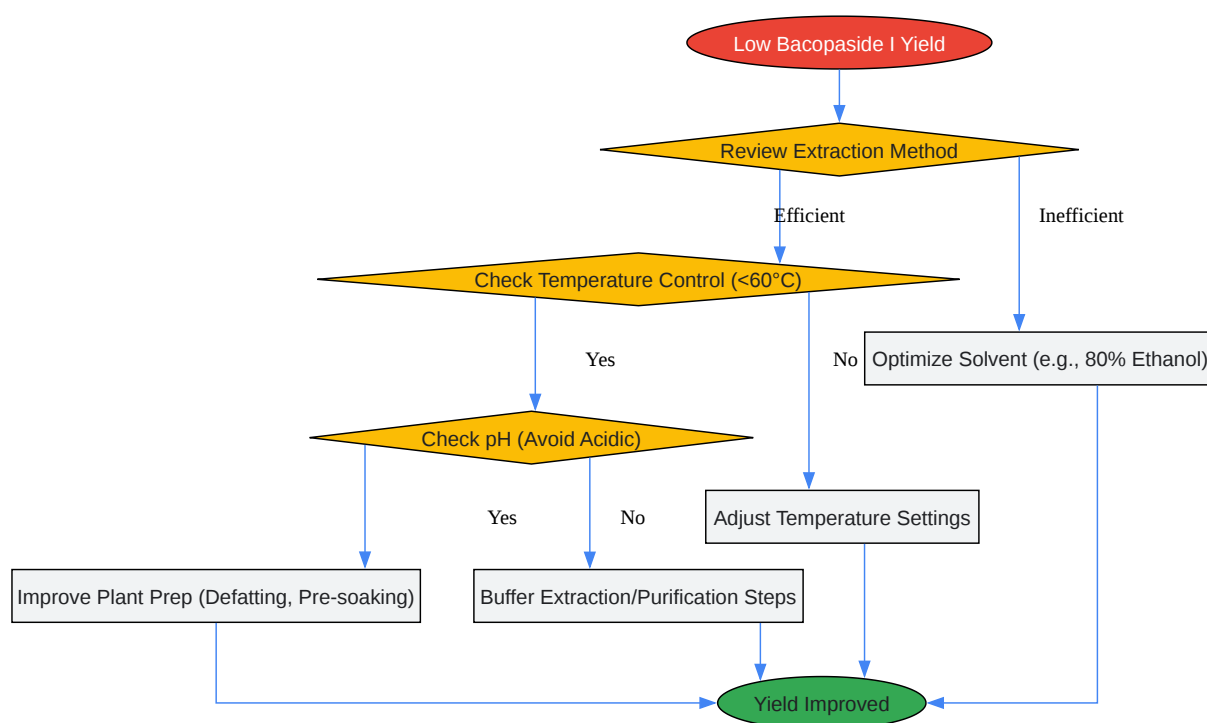 Low Bacopaside I Yield
Review Extraction Method
Efficient
Inefficient
Check Temperature Control (<60°C)
Yes
No
Optimize Solvent (e.g., 80% Ethanol)
Check pH (Avoid Acidic)
Yes
No
Adjust Temperature Settings
Improve Plant Prep (Defatting, Pre-soaking)
Buffer Extraction/Purification Steps
Yield Improved